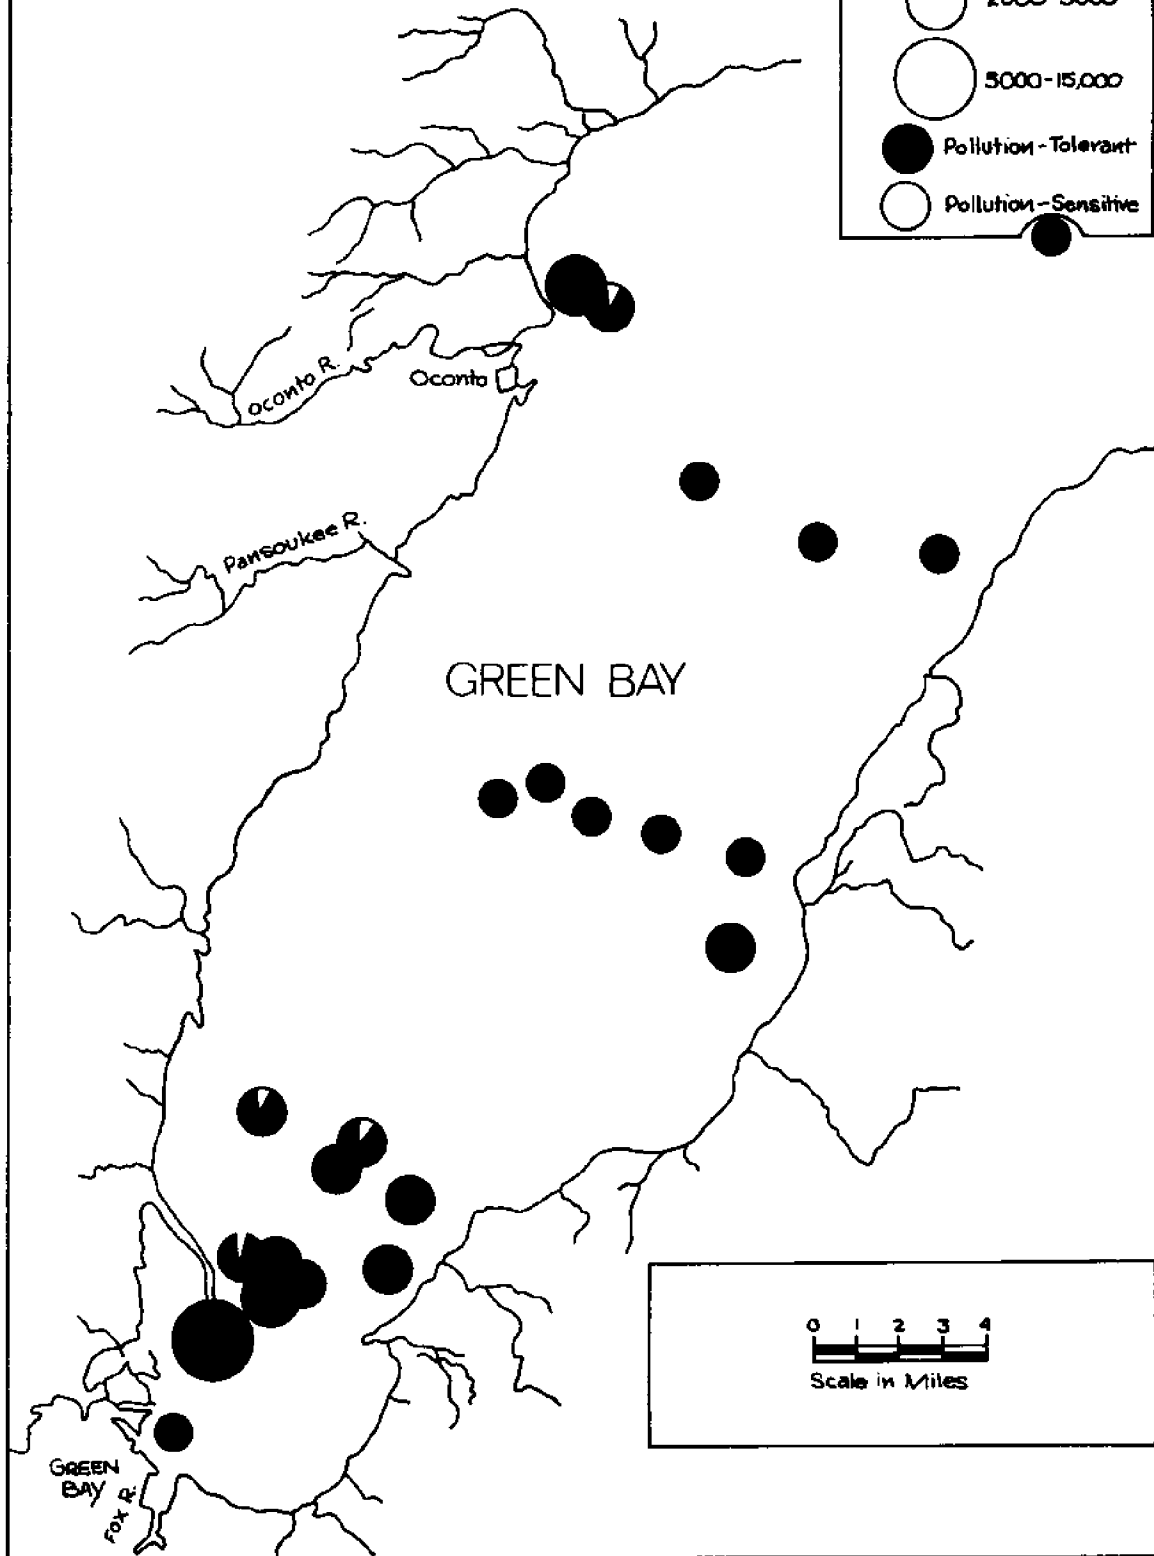 5000-15,000
Pollution-Tolerant
Pollution-Sensitive
Oconto R.
Oconto
Pansoukee R.
GREEN BAY
0 1 2 3 4
Scale in Miles
GREEN
BAY
FOX R.